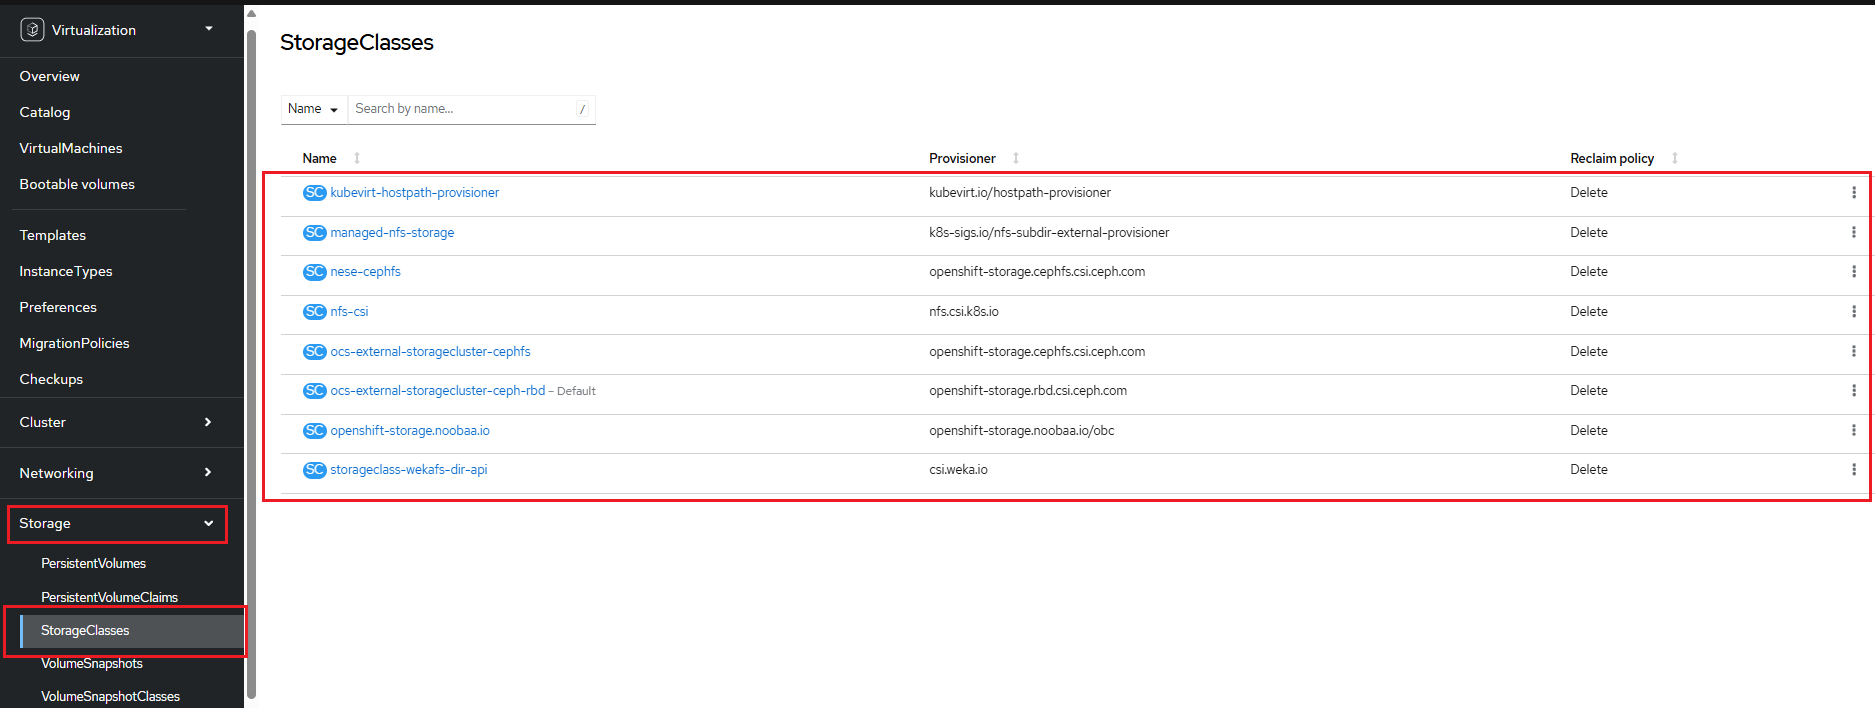 Virtualization
Overview
Catalog
VirtualMachines
Bootable volumes
Templates
InstanceTypes
Preferences
MigrationPolicies
Checkups
Cluster
Networking
Storage
PersistentVolumes
PersistentVolumeClaims
StorageClasses
VolumeSnapshots
VolumeSnapshotClasses
StorageClasses
Name Search by name... /
Name Provisioner Reclaim policy
SC kubevirt-hostpath-provisioner kubevirt.io/hostpath-provisioner Delete
SC managed-nfs-storage k8s-sigs.io/nfs-subdir-external-provisioner Delete
SC nese-cephfs openshift-storage.cephfs.csi.ceph.com Delete
SC nfs-csi nfs.csi.k8s.io Delete
SC ocs-external-storagecluster-cephfs openshift-storage.cephfs.csi.ceph.com Delete
SC ocs-external-storagecluster-ceph-rbd – Default openshift-storage.rbd.csi.ceph.com Delete
SC openshift-storage.noobaa.io openshift-storage.noobaa.io/obc Delete
SC storageclass-wekafs-dir-api csi.weka.io Delete